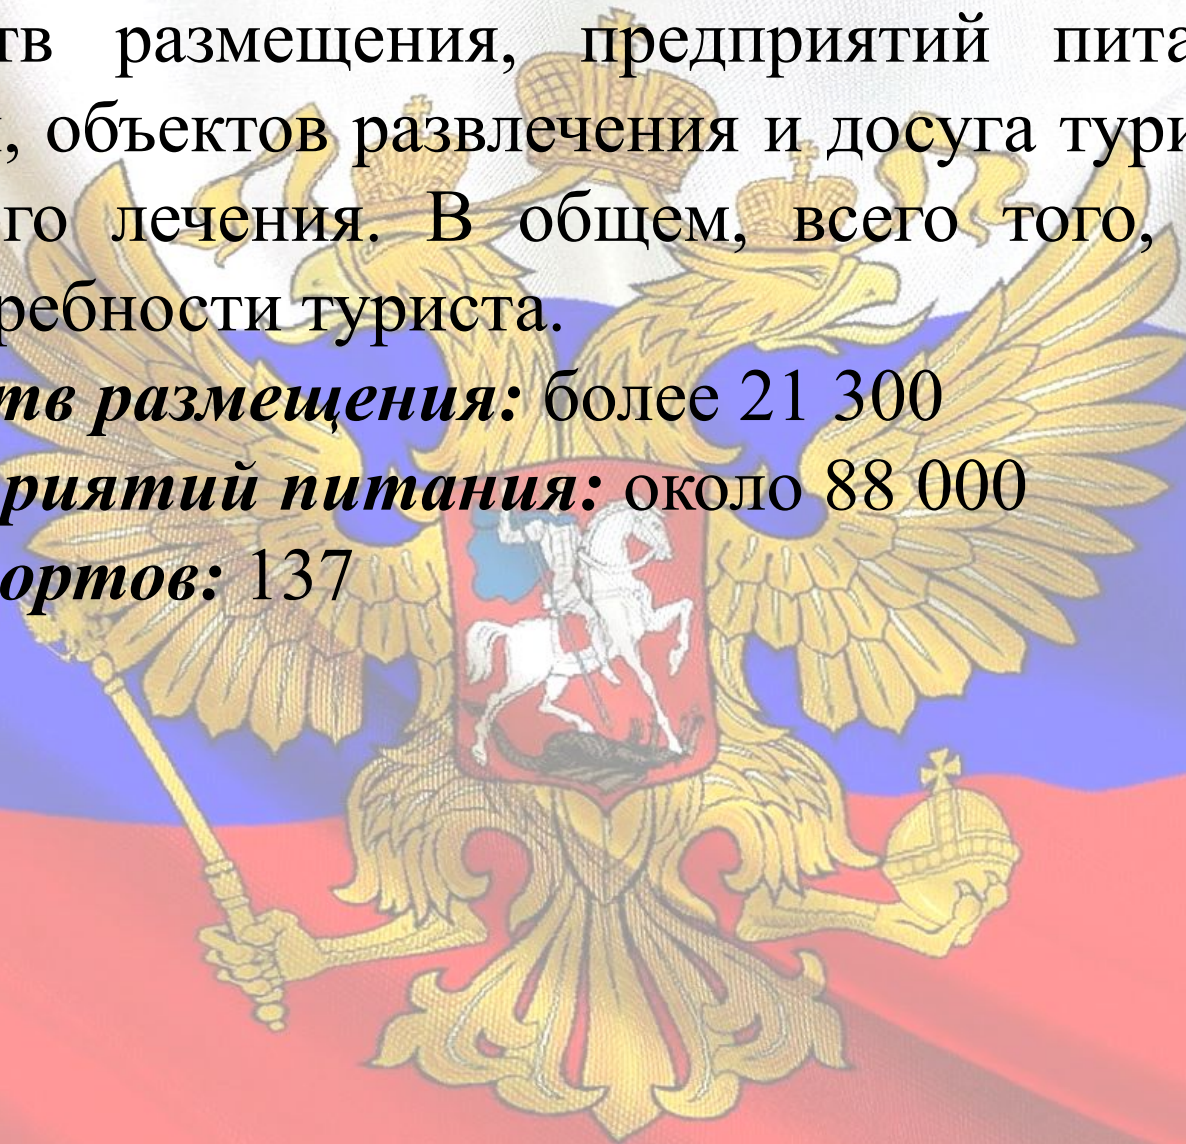 тв размещения, предприятий пита
, объектов развлечения и досуга тури
го лечения. В общем, всего того,
ребности туриста.
тв размещения: более 21 300
риятий питания: около 88 000
ортов: 137